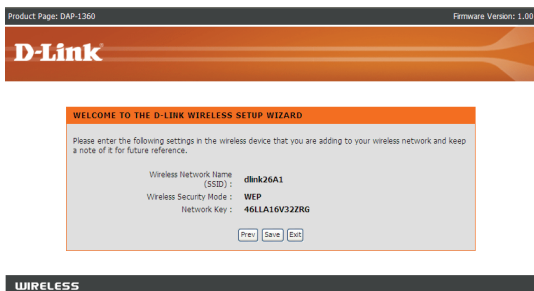 Product Page: DAP-1360 Firmware Version: 1.00
D-Link
WELCOME TO THE D-LINK WIRELESS SETUP WIZARD
Please enter the following settings in the wireless device that you are adding to your wireless network and keep
a note of it for future reference.
Wireless Network Name
(SSID) : dlink26A1
Wireless Security Mode : WEP
Network Key : 46LLA16V32ZRG
Prev Save Exit
WIRELESS